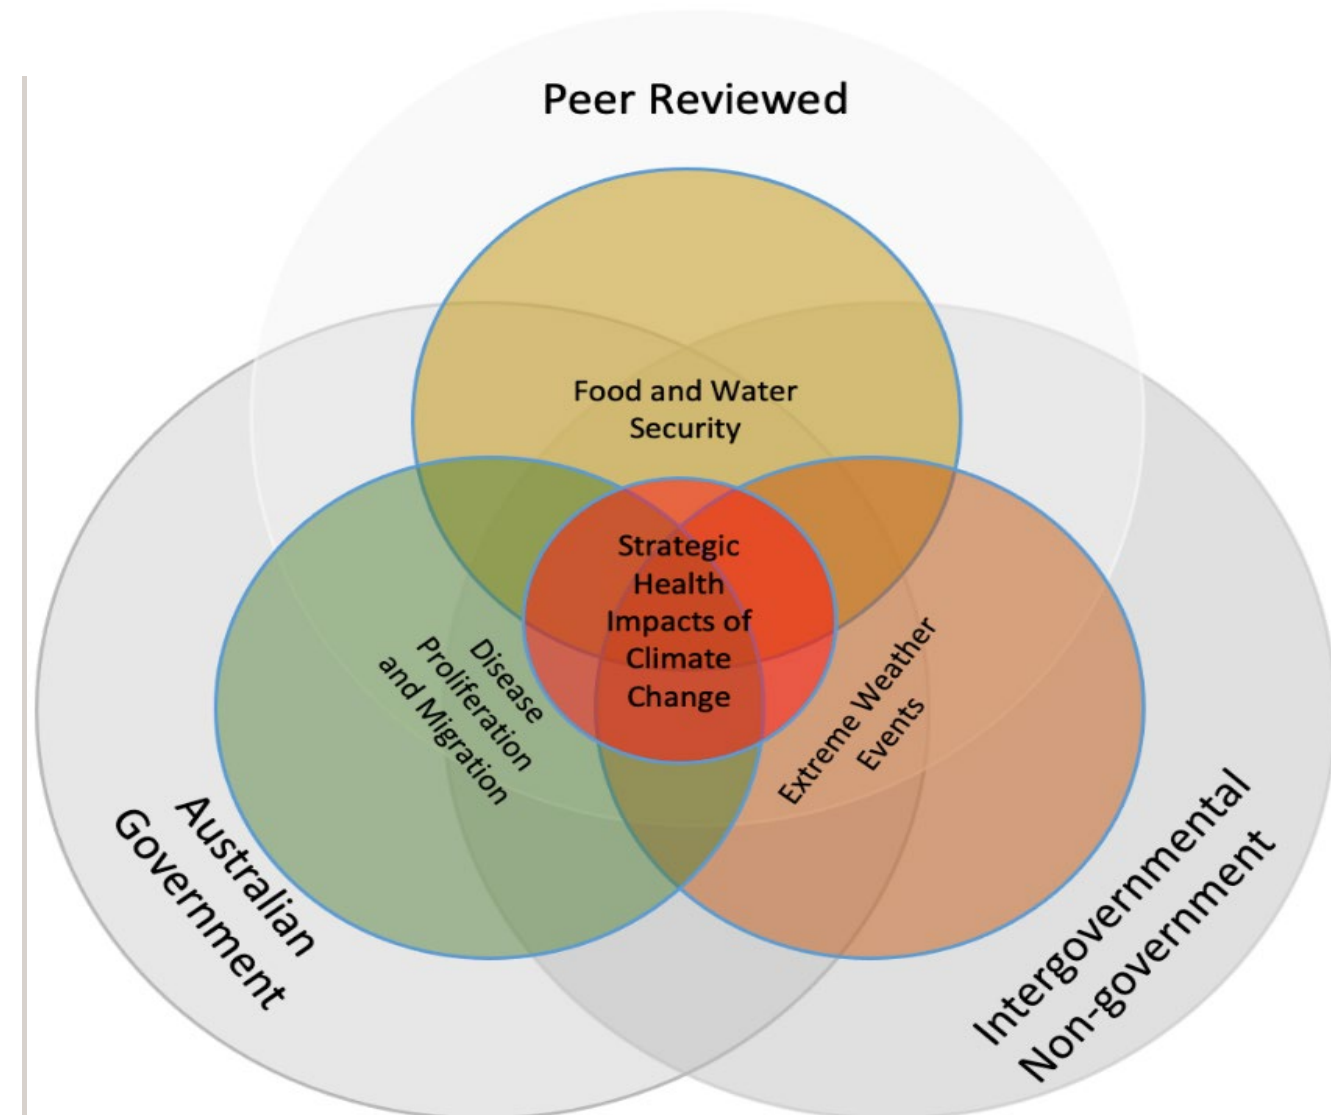 Peer Reviewed
Food and Water
Security
Strategic
Health
Impacts of
Climate
Change
Disease
Proliferation
and Migration
Extreme Weather
Events
Australian
Government
Intergovernmental
Non-government